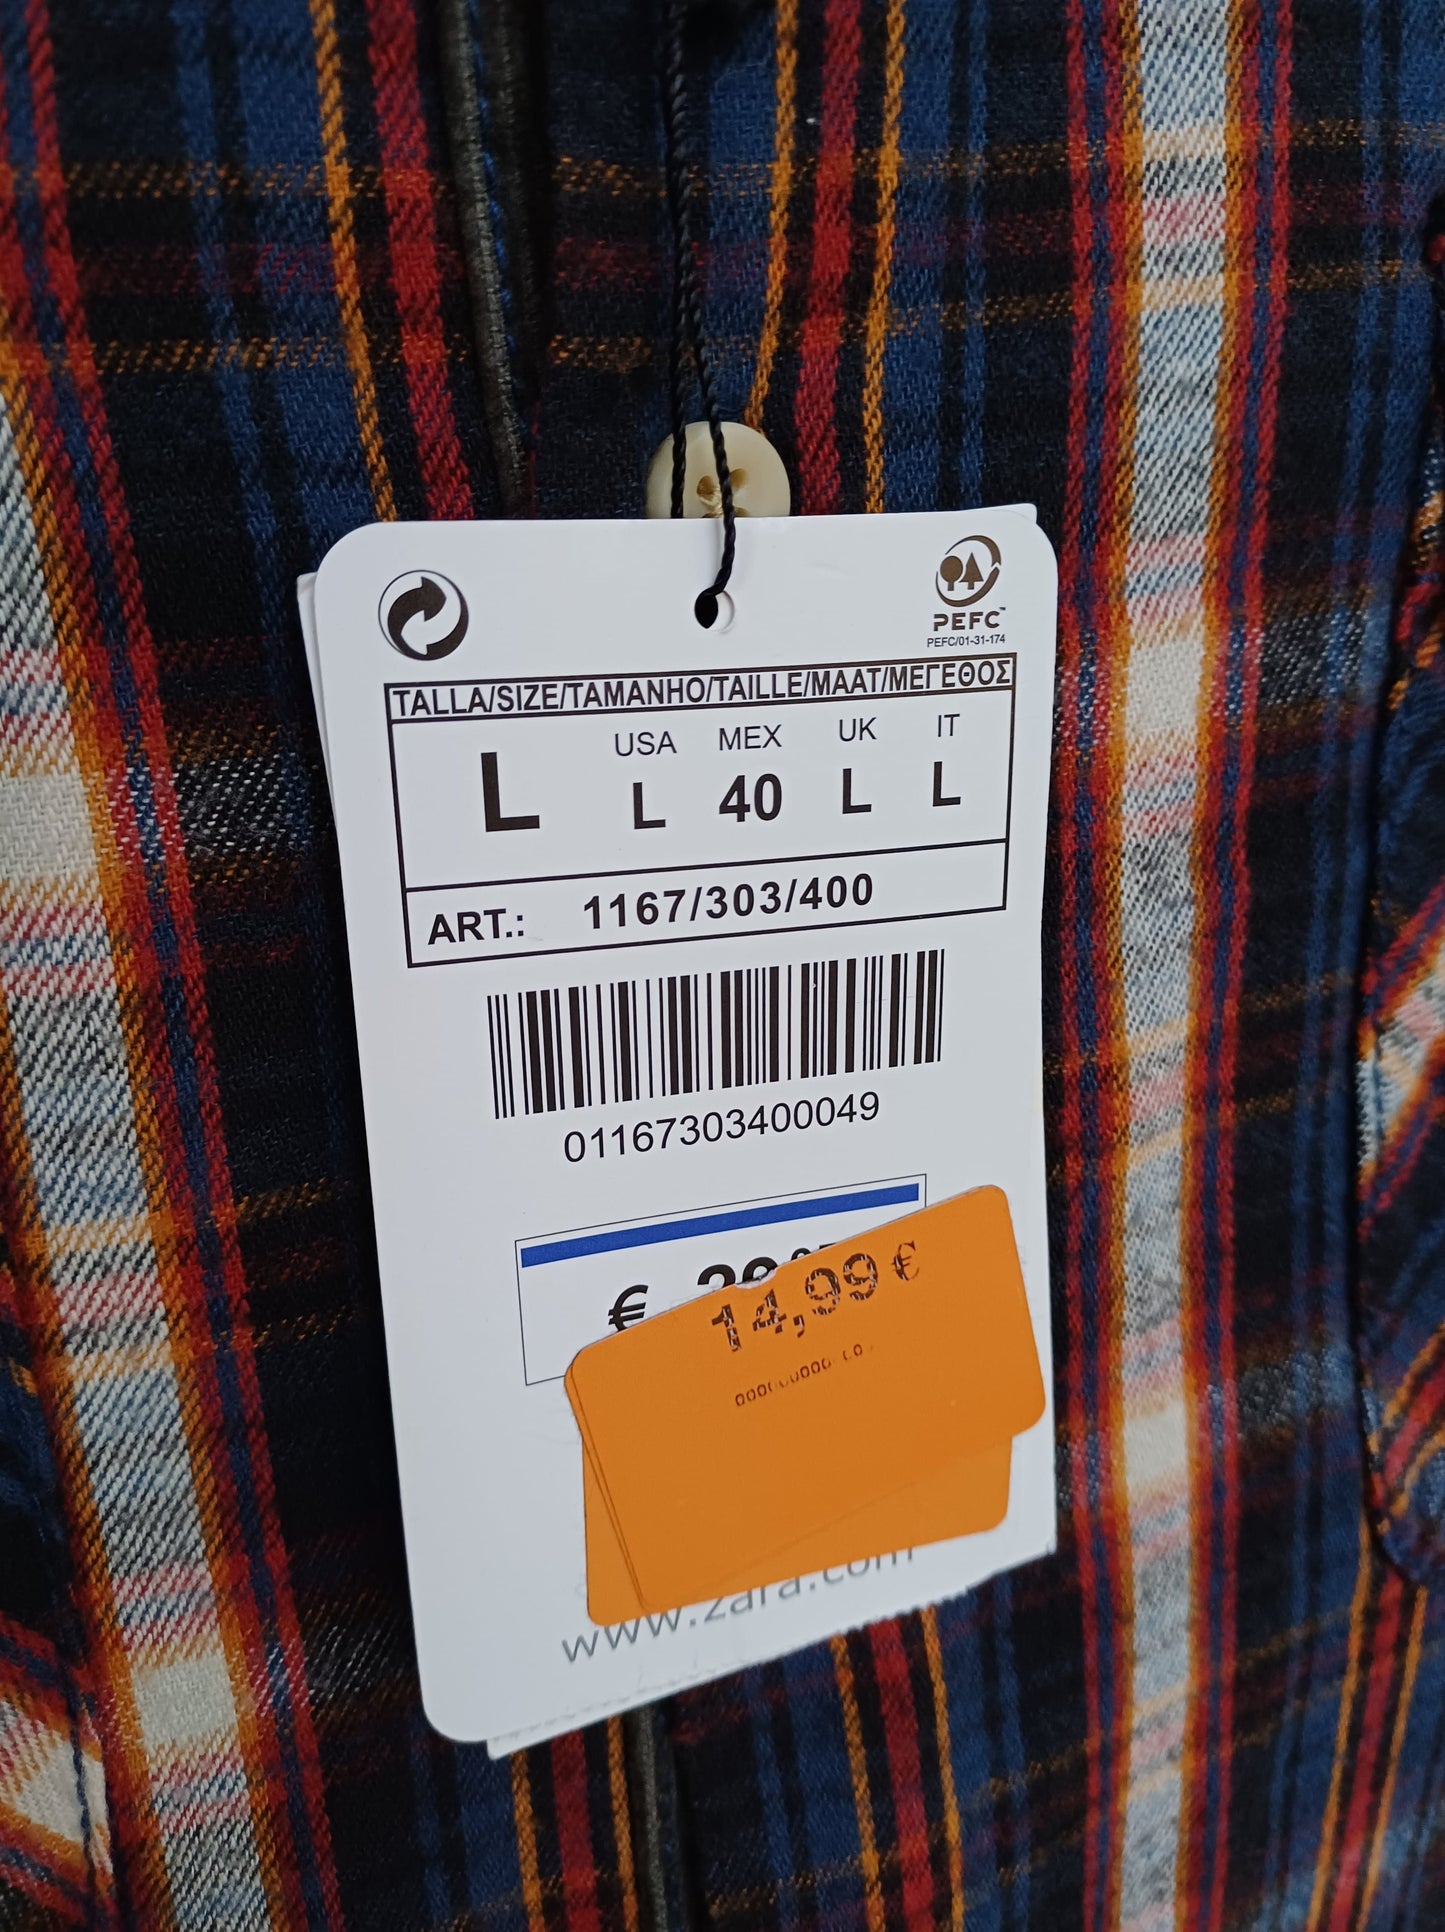 PEFC™
PEFC/01-31-174
TALLA/SIZE/TAMANHO/TAILLE/MAAT/ΜΕΓΕΘΟΣ
USA MEX UK IT
L L 40 L L
ART.: 1167/303/400
01167303400049
€
14,99 €
www.zara.com